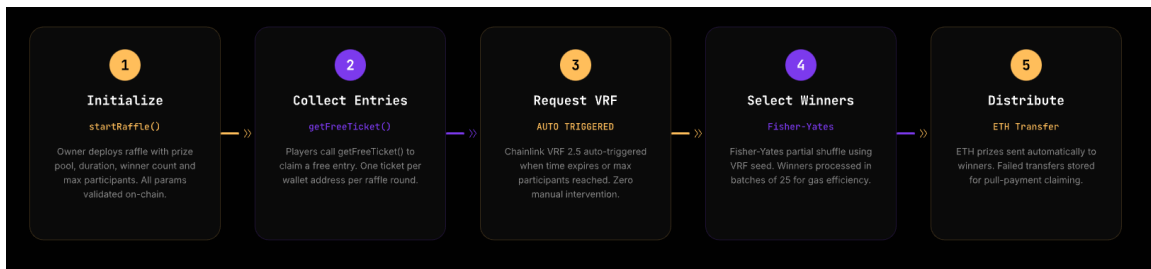 1
Initialize
startRaffle()
Owner deploys raffle with prize
pool, duration, winner count and
max participants. All params
validated on-chain.
»
2
Collect Entries
getFreeTicket()
Players call getFreeTicket() to
claim a free entry. One ticket per
wallet address per raffle round.
»
3
Request VRF
AUTO TRIGGERED
Chainlink VRF 2.5 auto-triggered
when time expires or max
participants reached. Zero
manual intervention.
»
4
Select Winners
Fisher-Yates
Fisher-Yates partial shuffle using
VRF seed. Winners processed in
batches of 25 for gas efficiency.
»
5
Distribute
ETH Transfer
ETH prizes sent automatically to
winners. Failed transfers stored
for pull-payment claiming.